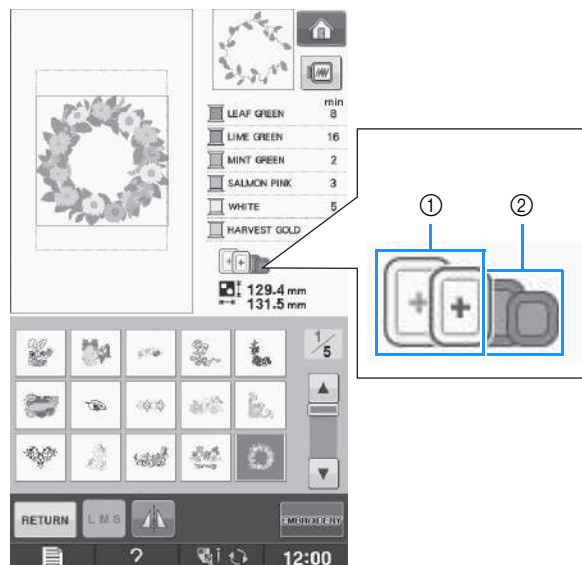 min
LEAF GREEN 8
LIME GREEN 16
MINT GREEN 2
SALMON PINK 3
WHITE 5
HARVEST GOLD
129.4 mm
131.5 mm
① ②
1/5
RETURN L M S EMBROIDERY
? 12:00